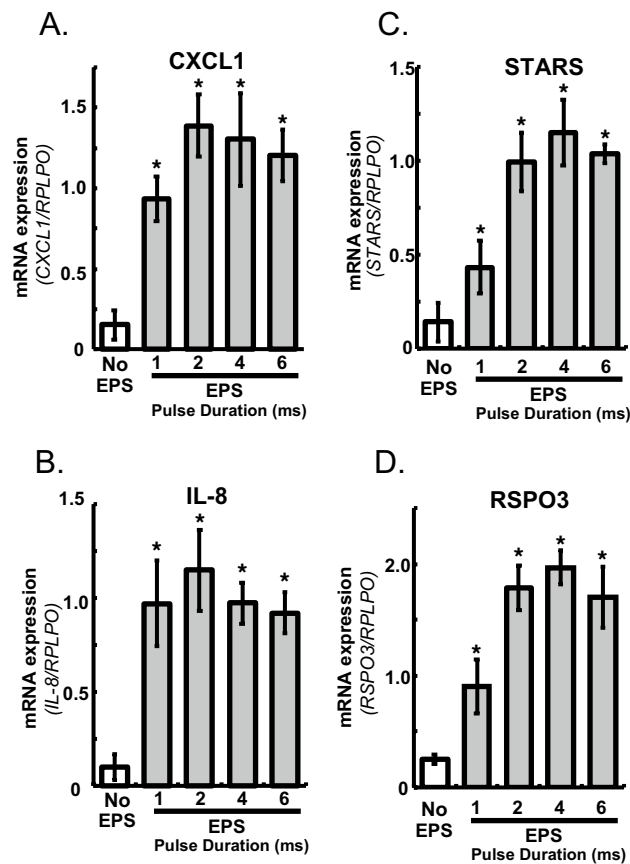 A.
CXCL1
mRNA expression
(CXCL1/RPLPO)
1.5
1.0
0.5
0
*
*
*
*
No
EPS
1
2
4
6
EPS
Pulse Duration (ms)
C.
STARS
mRNA expression
(STARS/RPLPO)
1.5
1.0
0.5
0
*
*
*
*
No
EPS
1
2
4
6
EPS
Pulse Duration (ms)
B.
IL-8
mRNA expression
(IL-8/RPLPO)
1.5
1.0
0.5
0
*
*
*
*
No
EPS
1
2
4
6
EPS
Pulse Duration (ms)
D.
RSPO3
mRNA expression
(RSPO3/RPLPO)
2.0
1.0
0
*
*
*
*
No
EPS
1
2
4
6
EPS
Pulse Duration (ms)